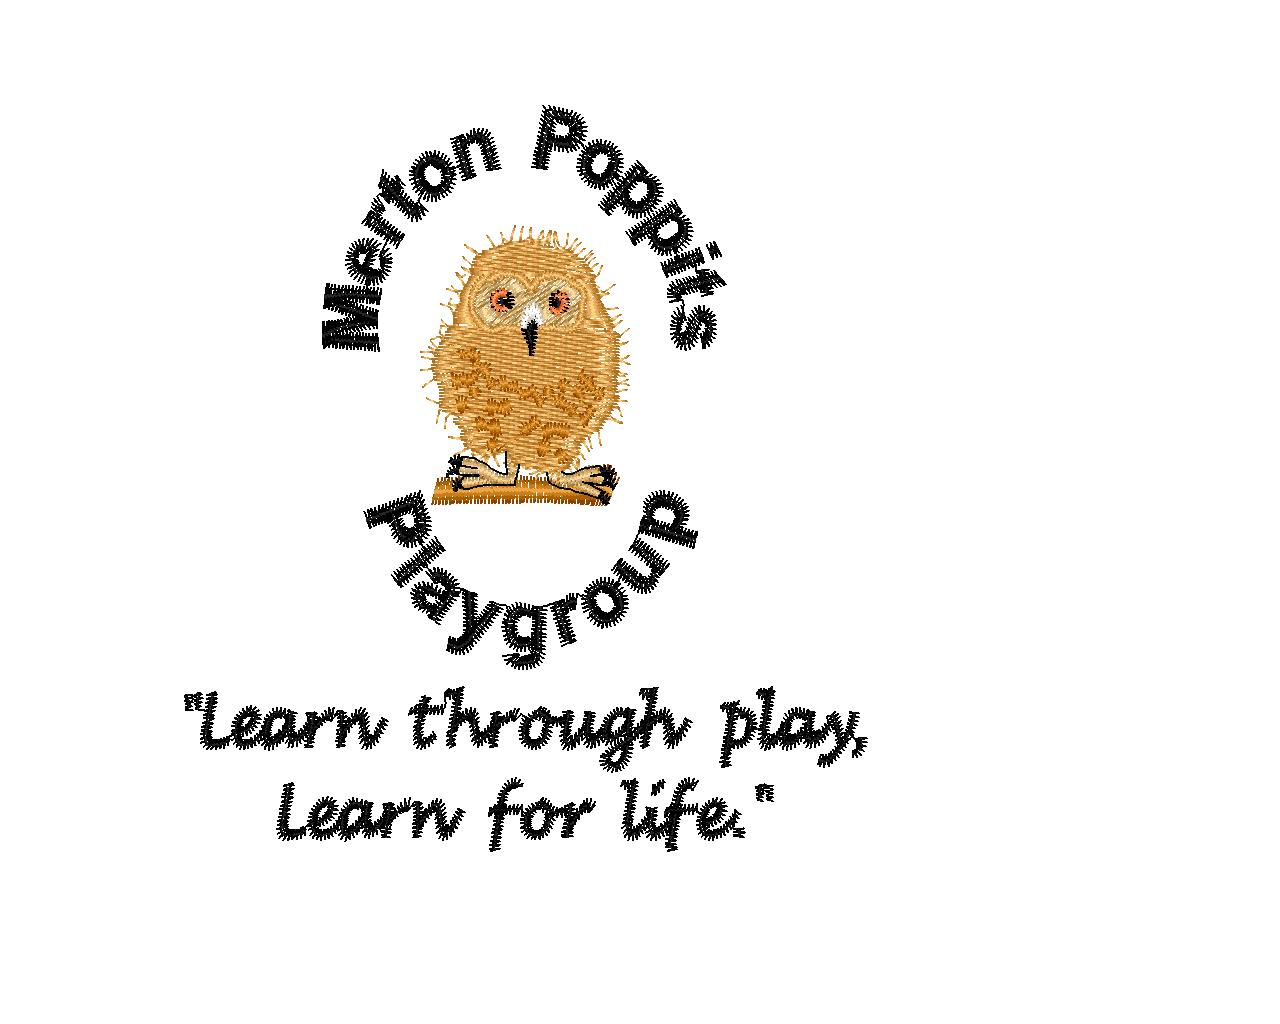 Merton Poppits
Playgroup
"Learn through play,
Learn for life."